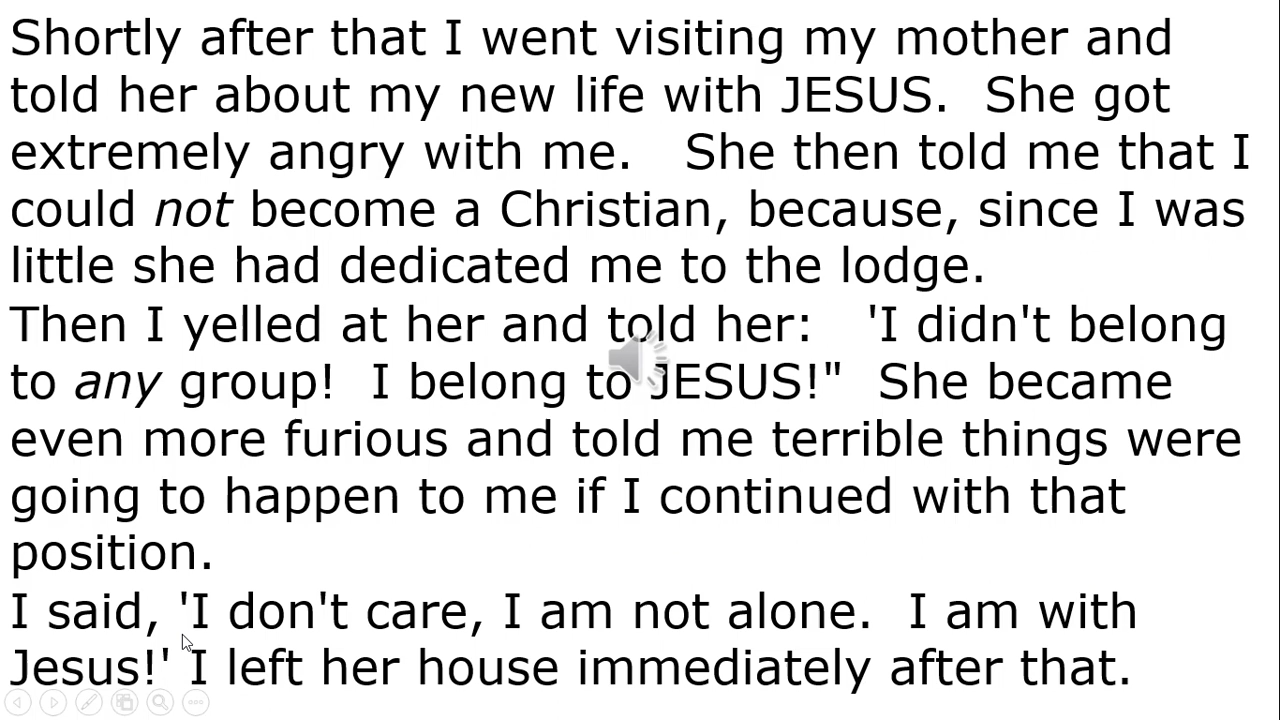 Shortly after that I went visiting my mother and
told her about my new life with JESUS.  She got
extremely angry with me.   She then told me that I
could not become a Christian, because, since I was
little she had dedicated me to the lodge.
Then I yelled at her and told her:   'I didn't belong
to any group!  I belong to JESUS!"  She became
even more furious and told me terrible things were
going to happen to me if I continued with that
position.
I said, 'I don't care, I am not alone.  I am with
Jesus!' I left her house immediately after that.